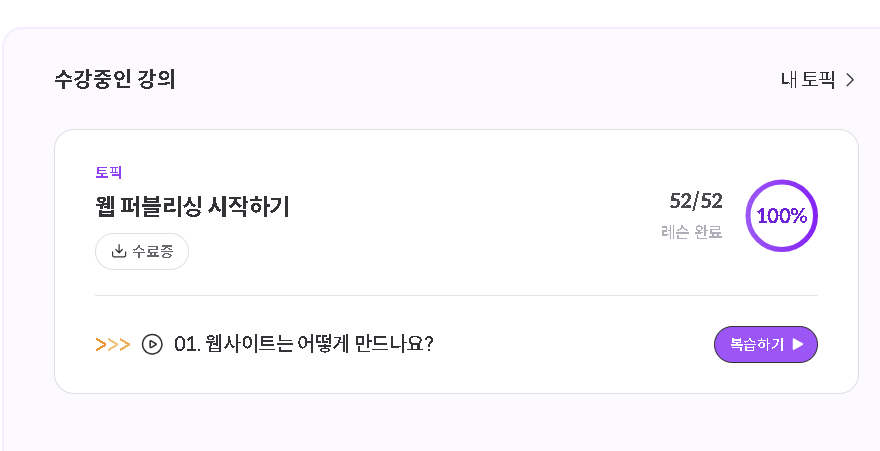 수강중인 강의
내 토픽 >
토픽
웹 퍼블리싱 시작하기
수료증
52/52
레슨 완료
100%
>>> 01. 웹사이트는 어떻게 만드나요?
복습하기 ▶